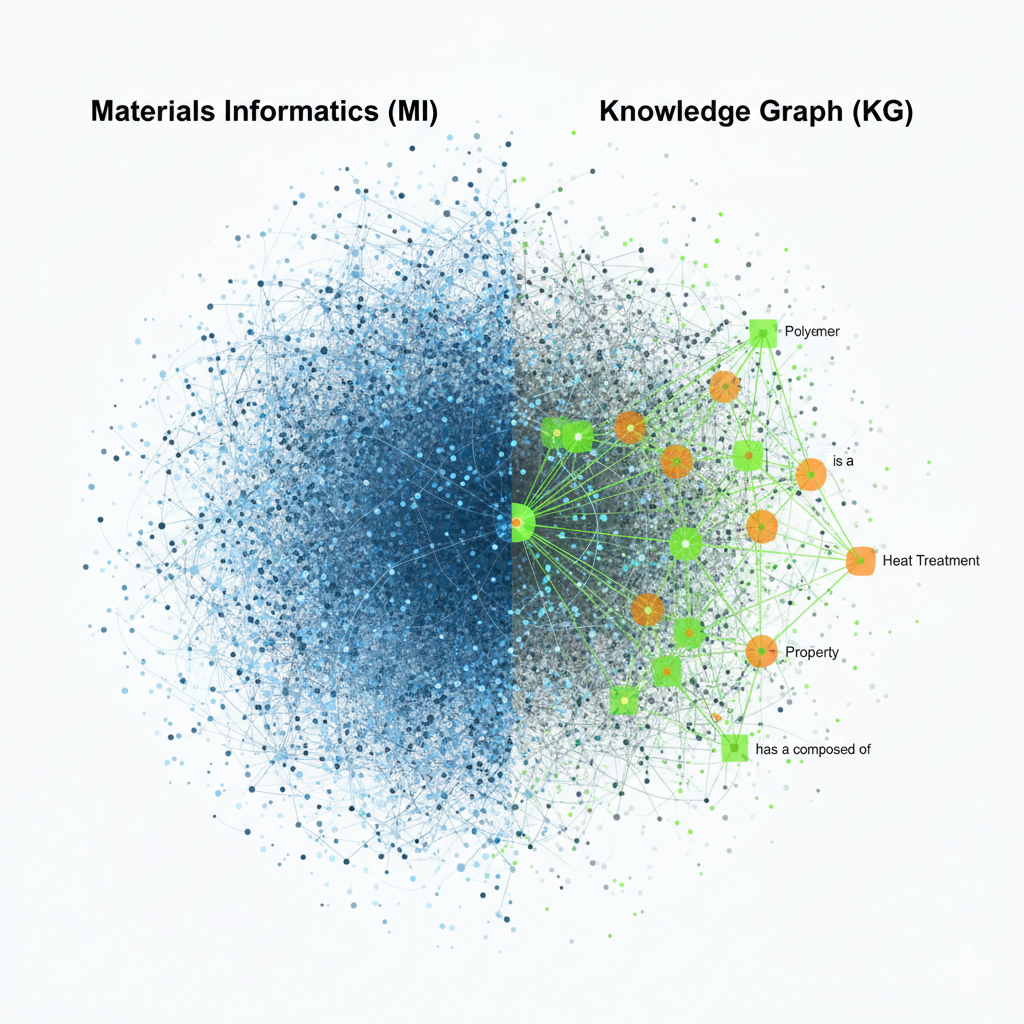 Materials Informatics (MI)
Knowledge Graph (KG)
Polyemer
is a
Heat Treatment
Property
has a composed of